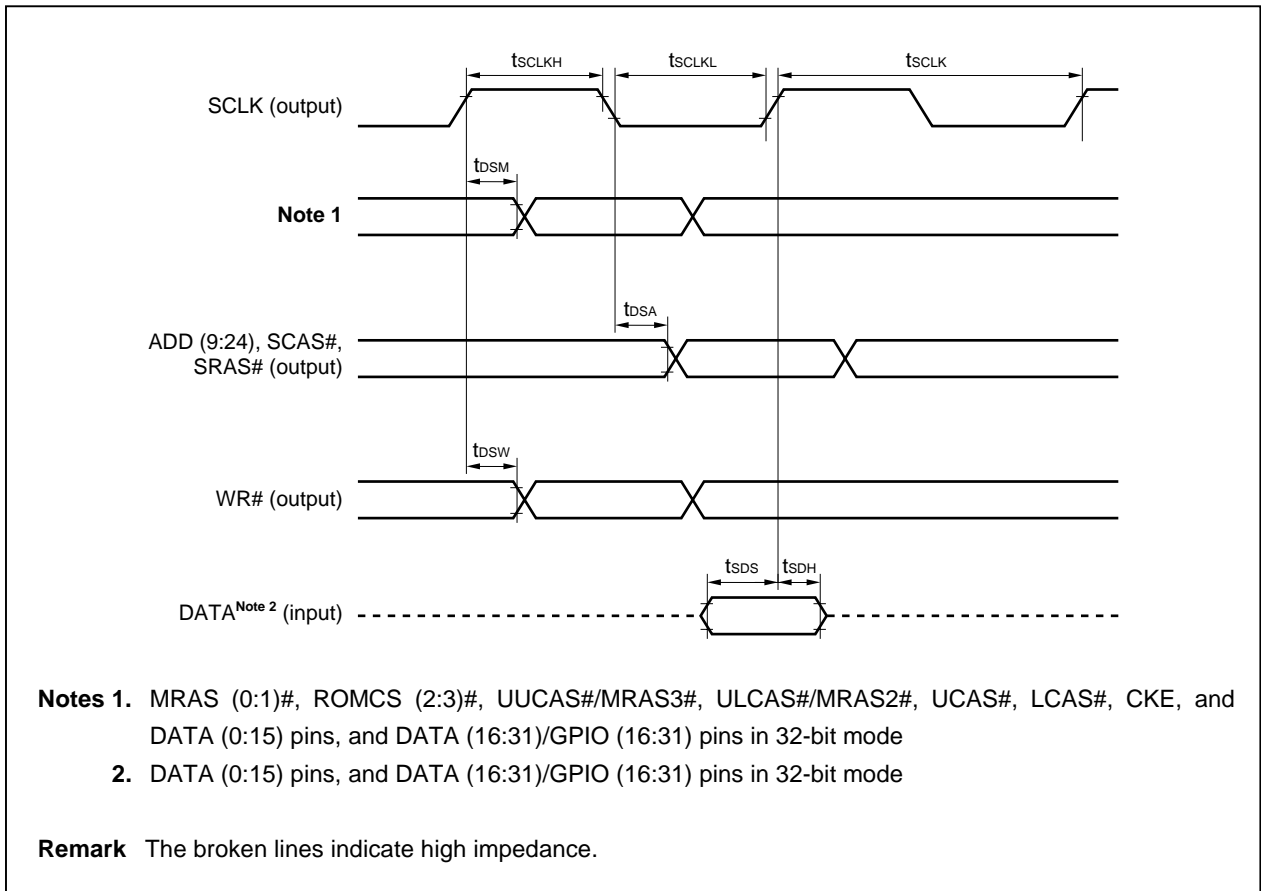 tSCLKH tSCLKL tSCLK
SCLK (output)
tDSM
Note 1
tDSA
ADD (9:24), SCAS#,
SRAS# (output)
tDSW
WR# (output)
tSDS tSDH
DATA Note 2 (input)
Notes 1. MRAS (0:1)#, ROMCS (2:3)#, UUCAS#/MRAS3#, ULCAS#/MRAS2#, UCAS#, LCAS#, CKE, and
DATA (0:15) pins, and DATA (16:31)/GPIO (16:31) pins in 32-bit mode
2. DATA (0:15) pins, and DATA (16:31)/GPIO (16:31) pins in 32-bit mode
Remark The broken lines indicate high impedance.